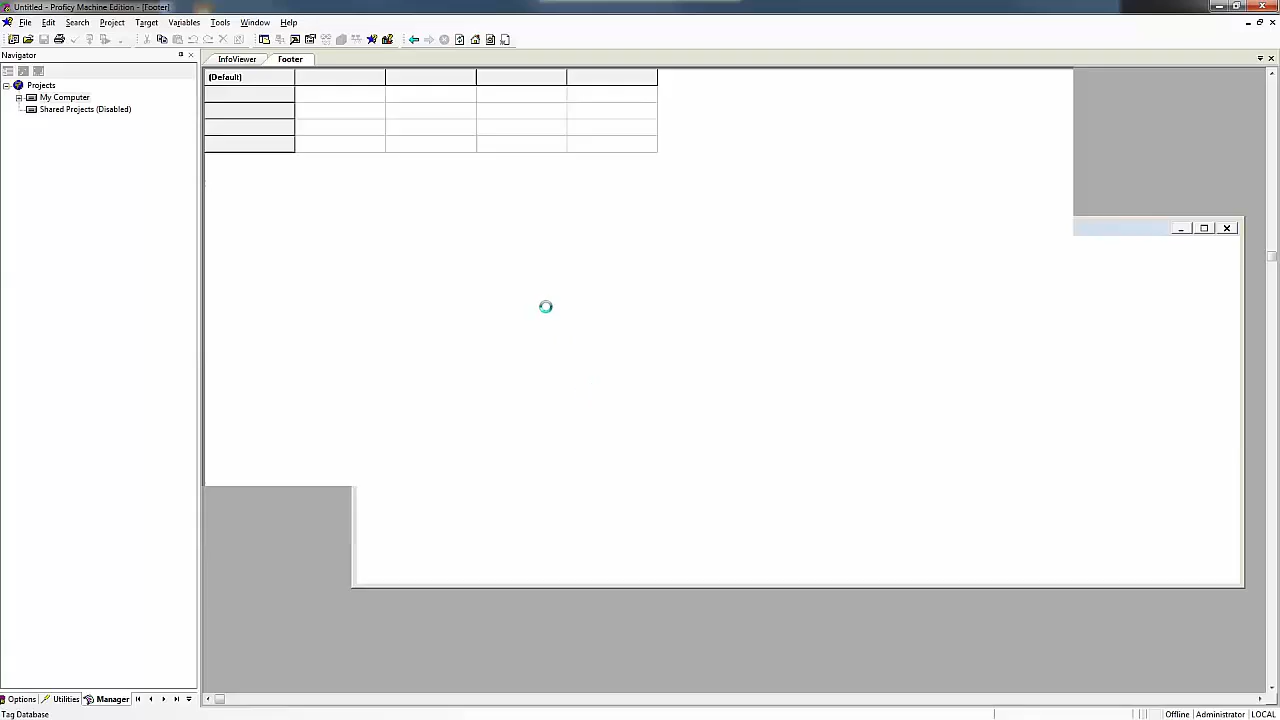 Untitled - Proficy Machine Edition - [Footer]
File Edit Search Project Target Variables Tools Window Help
Navigator
InfoViewer Footer
(Default)
Projects
My Computer
Shared Projects (Disabled)
Options Utilities Manager
Tag Database
Offline Administrator LOCAL